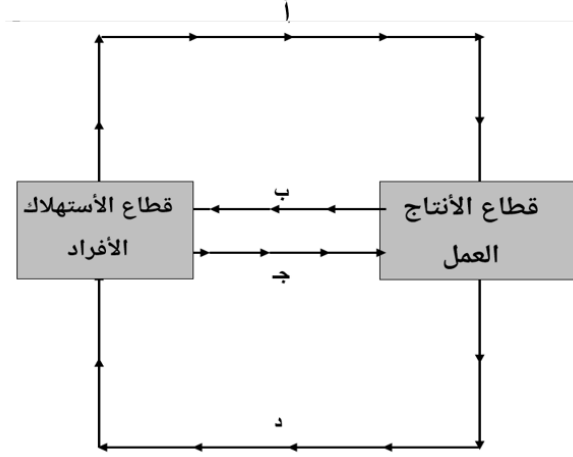 أ
قطاع الأنتاج
العمل
ب
قطاع الأستهلاك
الأفراد
جـ
د